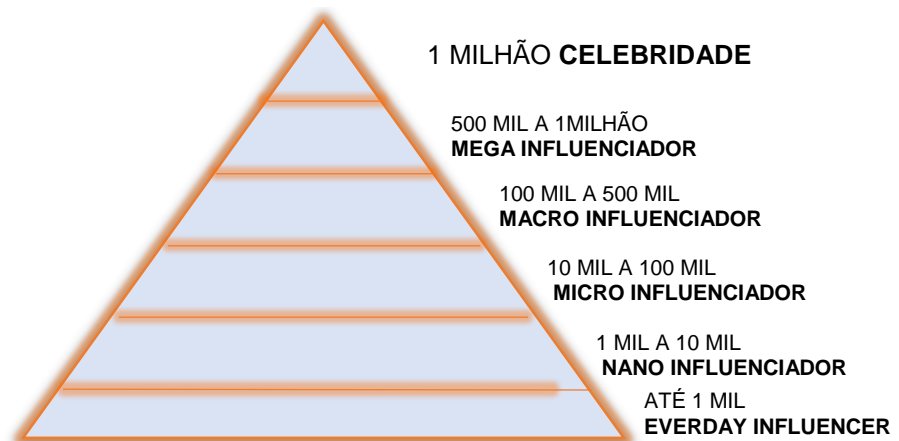 1 MILHÃO CELEBRIDADE
500 MIL A 1MILHÃO
MEGA INFLUENCIADOR
100 MIL A 500 MIL
MACRO INFLUENCIADOR
10 MIL A 100 MIL
MICRO INFLUENCIADOR
1 MIL A 10 MIL
NANO INFLUENCIADOR
ATÉ 1 MIL
EVERDAY INFLUENCER